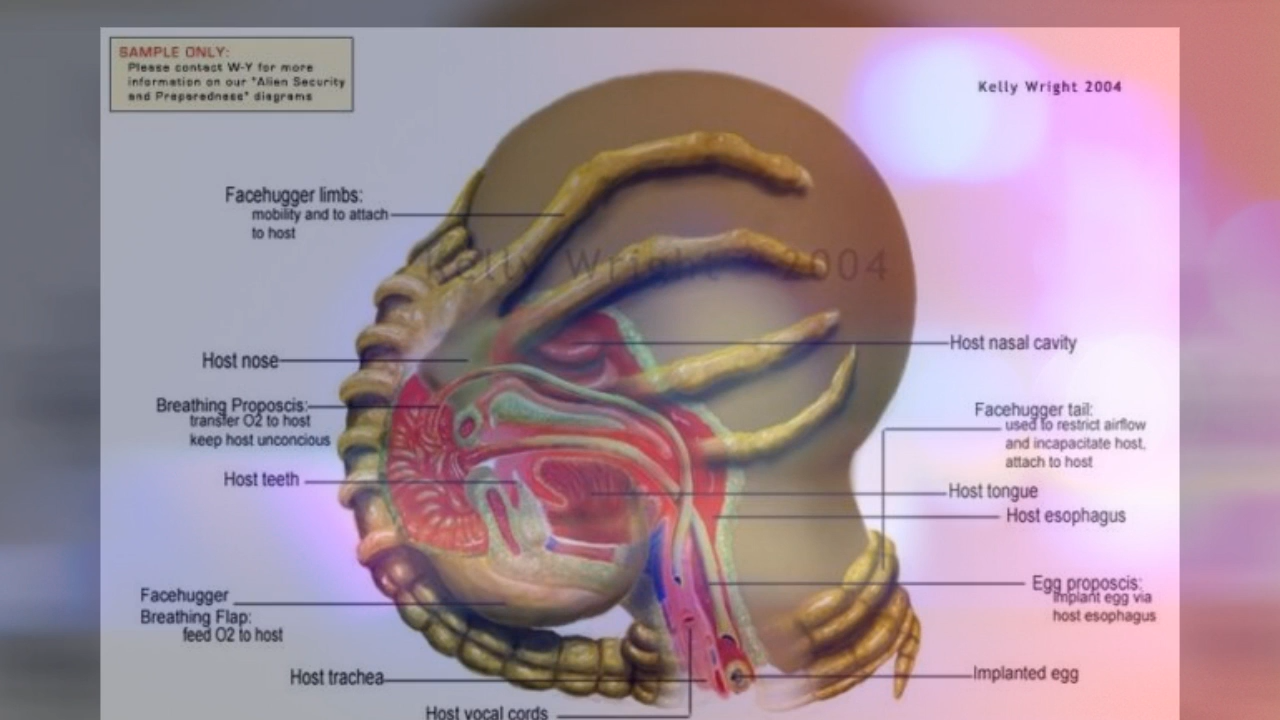 SAMPLE ONLY:
Please contact W-Y for more
information on our "Alien Security
and Preparedness" diagrams
Kelly Wright 2004
Facehugger limbs:
mobility and to attach
to host
Kelly Wright 2004
Host nose
Host nasal cavity
Breathing Proposcis:
transfer O2 to host
keep host unconcious
Facehugger tail:
used to restrict airflow
and incapacitate host,
attach to host
Host teeth
Host tongue
Host esophagus
Facehugger
Breathing Flap:
feed O2 to host
Egg proposcis:
Implant egg via
host esophagus
Host trachea
Implanted egg
Host vocal cords